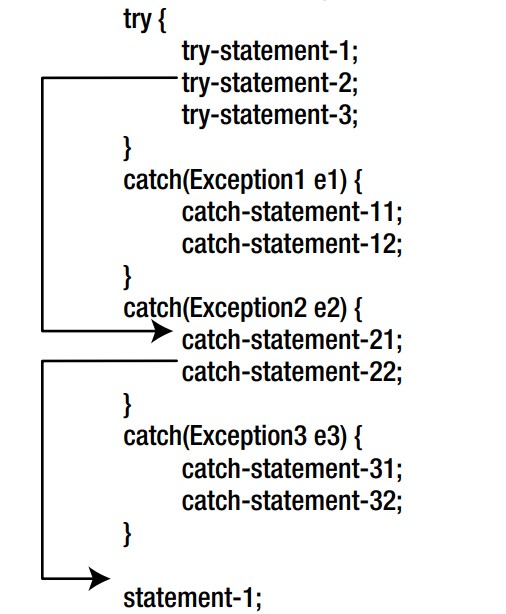 try {
try-statement-1;
try-statement-2;
try-statement-3;
}
catch(Exception1 e1) {
catch-statement-11;
catch-statement-12;
}
catch(Exception2 e2) {
catch-statement-21;
catch-statement-22;
}
catch(Exception3 e3) {
catch-statement-31;
catch-statement-32;
}
statement-1;